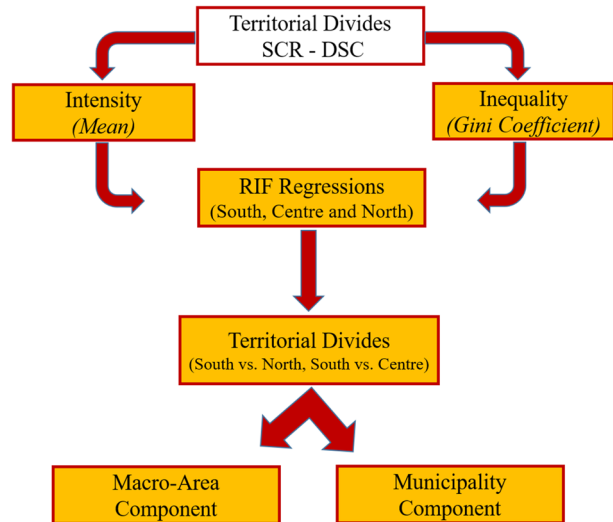 Territorial Divides
SCR - DSC
Intensity
(Mean)
Inequality
(Gini Coefficient)
RIF Regressions
(South, Centre and North)
Territorial Divides
(South vs. North, South vs. Centre)
Macro-Area
Component
Municipality
Component